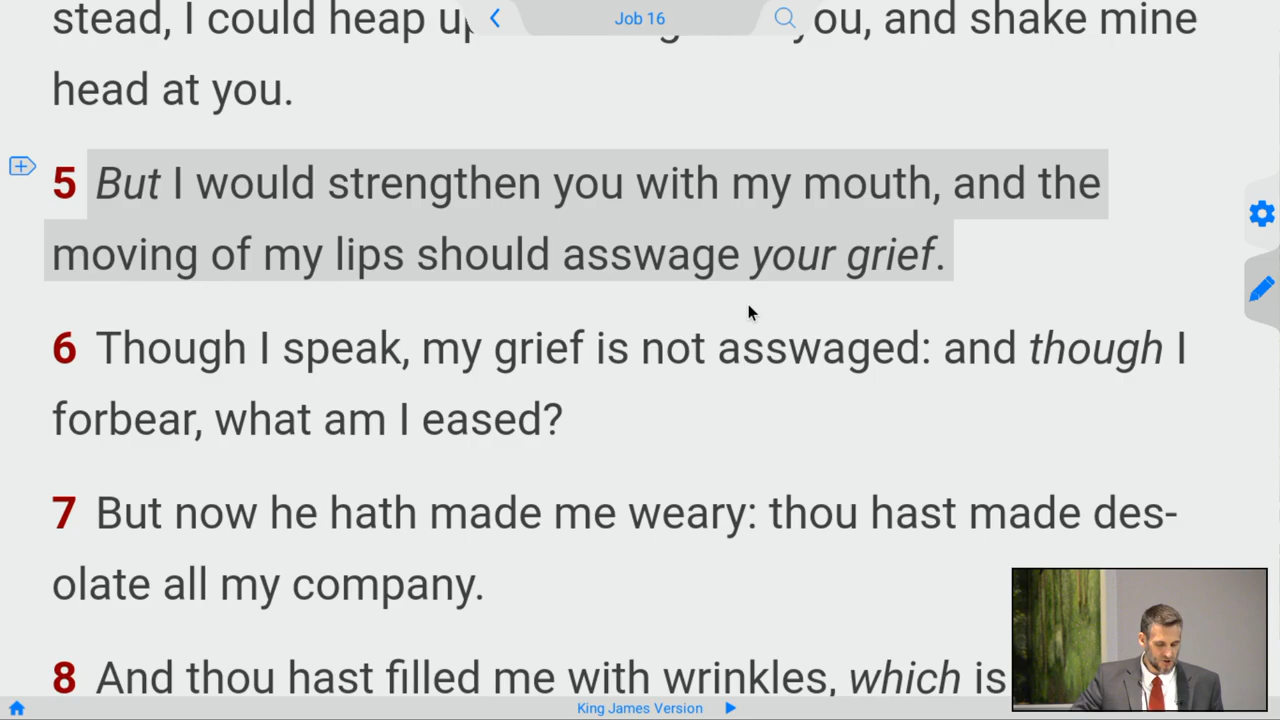 Job 16
stead, I could heap
ou, and shake mine
head at you.
5 But I would strengthen you with my mouth, and the
moving of my lips should asswage your grief.
6 Though I speak, my grief is not asswaged: and though I
forbear, what am I eased?
7 But now he hath made me weary: thou hast made des-
olate all my company.
8 And thou hast filled me with wrinkles, which is
King James Version